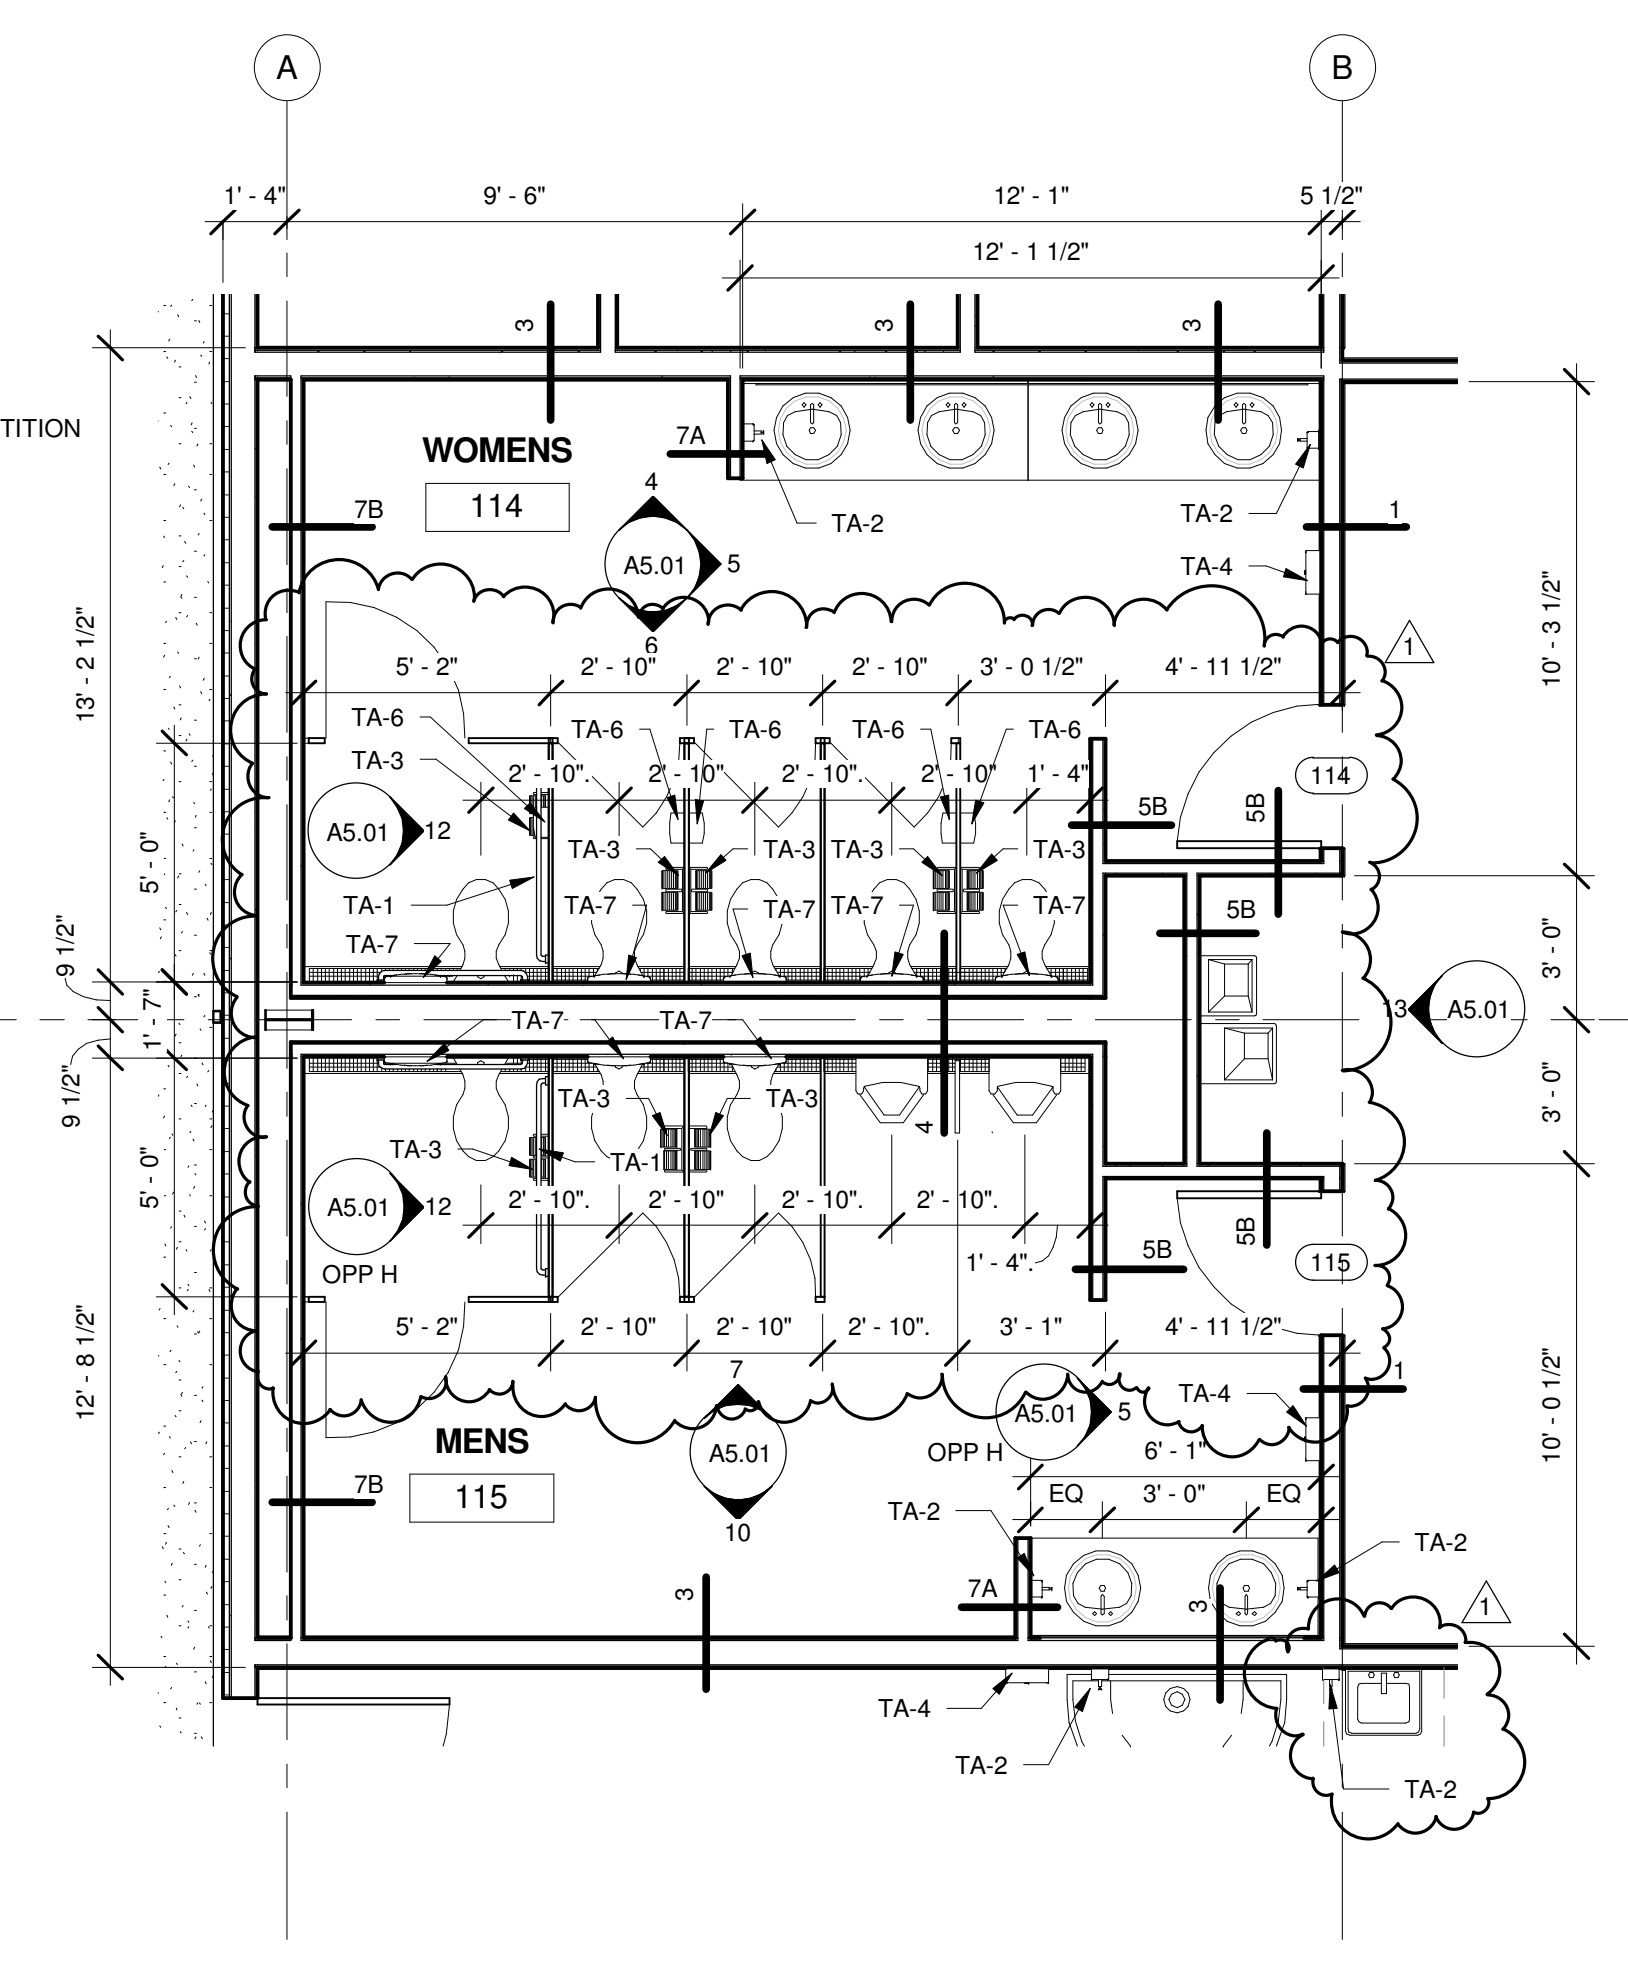 A
B
1' - 4"
9' - 6"
12' - 1"
5 1/2"
12' - 1 1/2"
3
3
3
TITION
WOMENS
114
7A
4
A5.01
5
6
7B
TA-2
TA-2
1
TA-4
1
13' - 2 1/2"
10' - 3 1/2"
5' - 2"
2' - 10"
2' - 10"
2' - 10"
3' - 0 1/2"
4' - 11 1/2"
TA-6
TA-6
TA-6
TA-6
TA-6
TA-3
2' - 10".
2' - 10"
2' - 10".
2' - 10"
1' - 4"
114
5B
5B
A5.01
12
TA-3
TA-3
TA-3
TA-3
5' - 0"
TA-1
TA-7
TA-7
TA-7
TA-7
5B
TA-7
9 1/2"
3' - 0"
1' - 7"
TA-7
TA-7
13
A5.01
9 1/2"
3' - 0"
TA-3
TA-3
4
TA-3
TA-1
5' - 0"
A5.01
12
2' - 10".
2' - 10"
2' - 10".
2' - 10".
1' - 4".
5B
5B
115
OPP H
5' - 2"
2' - 10"
2' - 10"
2' - 10".
3' - 1"
4' - 11 1/2"
12' - 8 1/2"
10' - 0 1/2"
7
1
TA-4
A5.01
5
OPP H
MENS
115
A5.01
10
6' - 1"
7B
EQ
3' - 0"
EQ
TA-2
TA-2
7A
3
3
1
TA-4
TA-2
TA-2